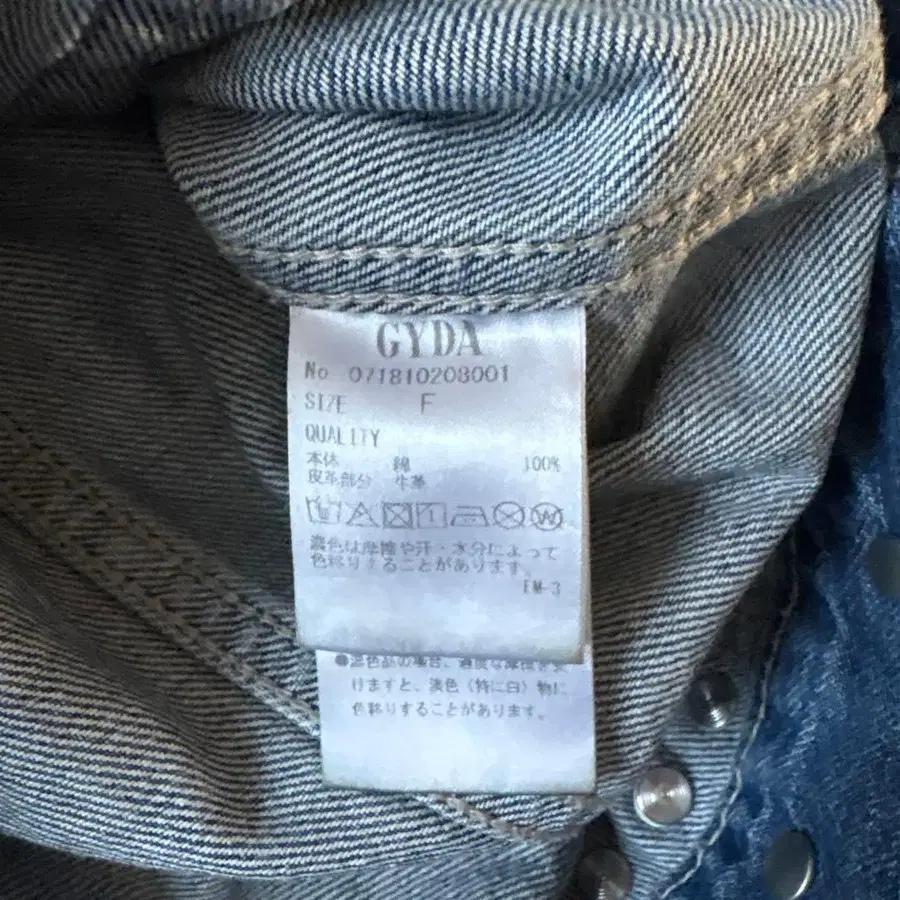 GYDA
No 071810208001
SIZE F
QUALITY
本体 綿 100%
皮革部分 牛革
濃色は摩擦や汗・水分によって
色移りすることがあります。
EM-3
●濃色品の場合、過度な摩擦を受
けますと、淡色（特に白）物に
色移りすることがあります。